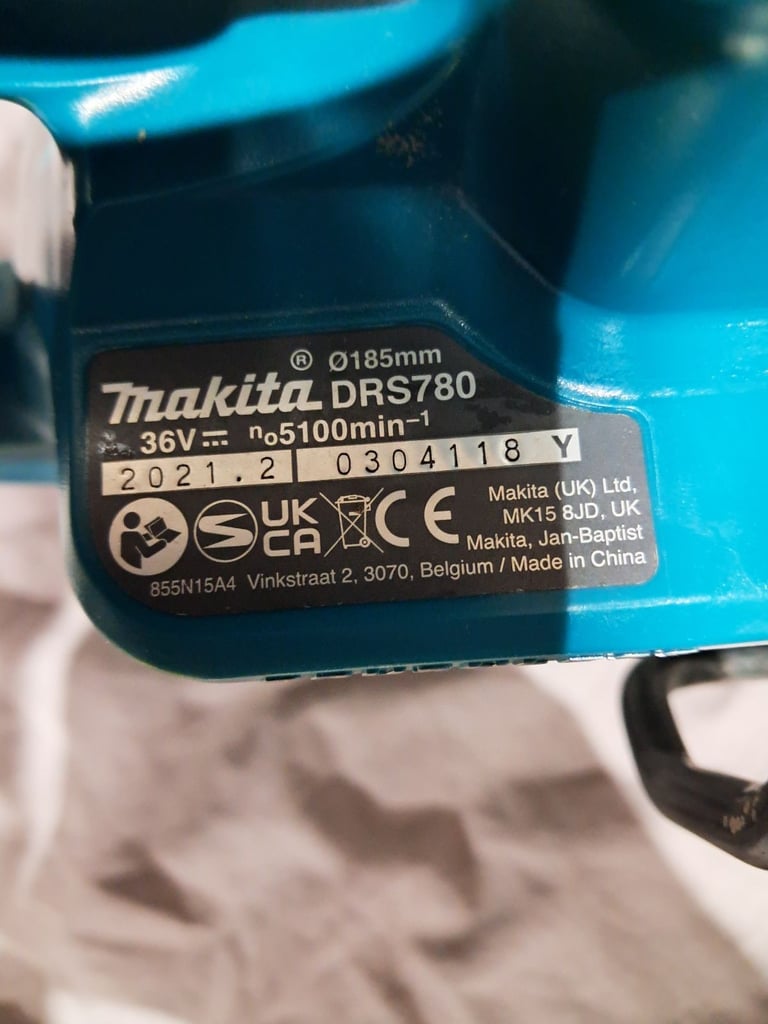 ® Ø185mm
makita DRS780
36V n₀5100min⁻¹
2021.2 0304118 Y
UK
CA
CE
Makita (UK) Ltd,
MK15 8JD, UK
Makita, Jan-Baptist
855N15A4 Vinkstraat 2, 3070, Belgium / Made in China